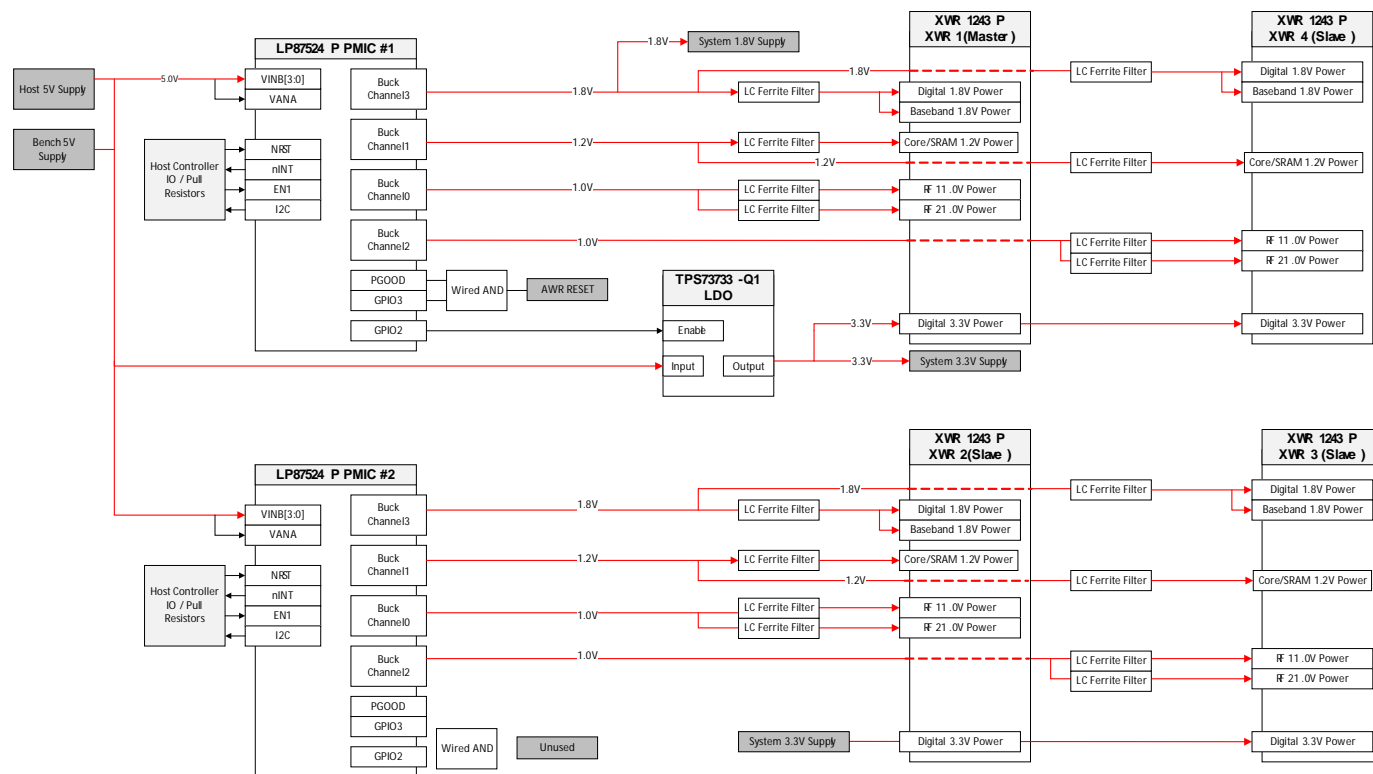 XWR 1243 P
XWR 1(Master )
XWR 1243 P
XWR 4 (Slave )
LP87524 P PMIC #1
1.8V
System 1.8V Supply
Host 5V Supply
5.0V
VINB[3:0]
VANA
Buck
Channel3
1.8V
1.8V
LC Ferrite Filter
LC Ferrite Filter
Digital 1.8V Power
Baseband 1.8V Power
Digital 1.8V Power
Baseband 1.8V Power
Bench 5V
Supply
Host Controller
IO / Pull
Resistors
NRST
nINT
EN1
I2C
Buck
Channel1
1.2V
LC Ferrite Filter
Core/SRAM 1.2V Power
1.2V
LC Ferrite Filter
Core/SRAM 1.2V Power
Buck
Channel0
1.0V
LC Ferrite Filter
LC Ferrite Filter
RF 11 .0V Power
RF 21 .0V Power
Buck
Channel2
1.0V
LC Ferrite Filter
LC Ferrite Filter
RF 11 .0V Power
RF 21 .0V Power
PGOOD
GPIO3
Wired AND
AWR RESET
GPIO2
TPS73733 -Q1
LDO
Enable
Input
Output
3.3V
Digital 3.3V Power
Digital 3.3V Power
3.3V
System 3.3V Supply
XWR 1243 P
XWR 2(Slave )
XWR 1243 P
XWR 3 (Slave )
LP87524 P PMIC #2
VINB[3:0]
VANA
Buck
Channel3
1.8V
1.8V
LC Ferrite Filter
LC Ferrite Filter
Digital 1.8V Power
Baseband 1.8V Power
Digital 1.8V Power
Baseband 1.8V Power
Host Controller
IO / Pull
Resistors
NRST
nINT
EN1
I2C
Buck
Channel1
1.2V
LC Ferrite Filter
Core/SRAM 1.2V Power
1.2V
LC Ferrite Filter
Core/SRAM 1.2V Power
Buck
Channel0
1.0V
LC Ferrite Filter
LC Ferrite Filter
RF 11 .0V Power
RF 21 .0V Power
Buck
Channel2
1.0V
LC Ferrite Filter
LC Ferrite Filter
RF 11 .0V Power
RF 21 .0V Power
PGOOD
GPIO3
GPIO2
Wired AND
Unused
System 3.3V Supply
Digital 3.3V Power
Digital 3.3V Power